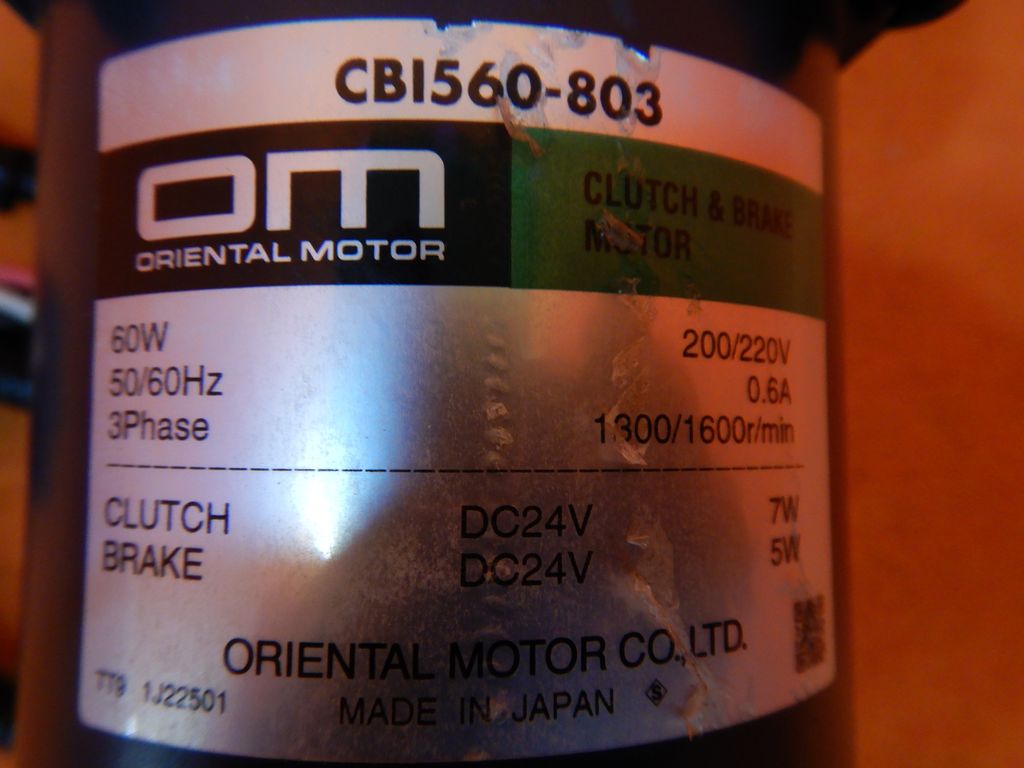 CBI560-803
OM
ORIENTAL MOTOR
CLUTCH & BRAKE
MOTOR
60W 200/220V
50/60Hz 0.6A
3Phase 1300/1600r/min
CLUTCH DC24V 7W
BRAKE DC24V 5W
ORIENTAL MOTOR CO.,LTD.
1J22501
MADE IN JAPAN